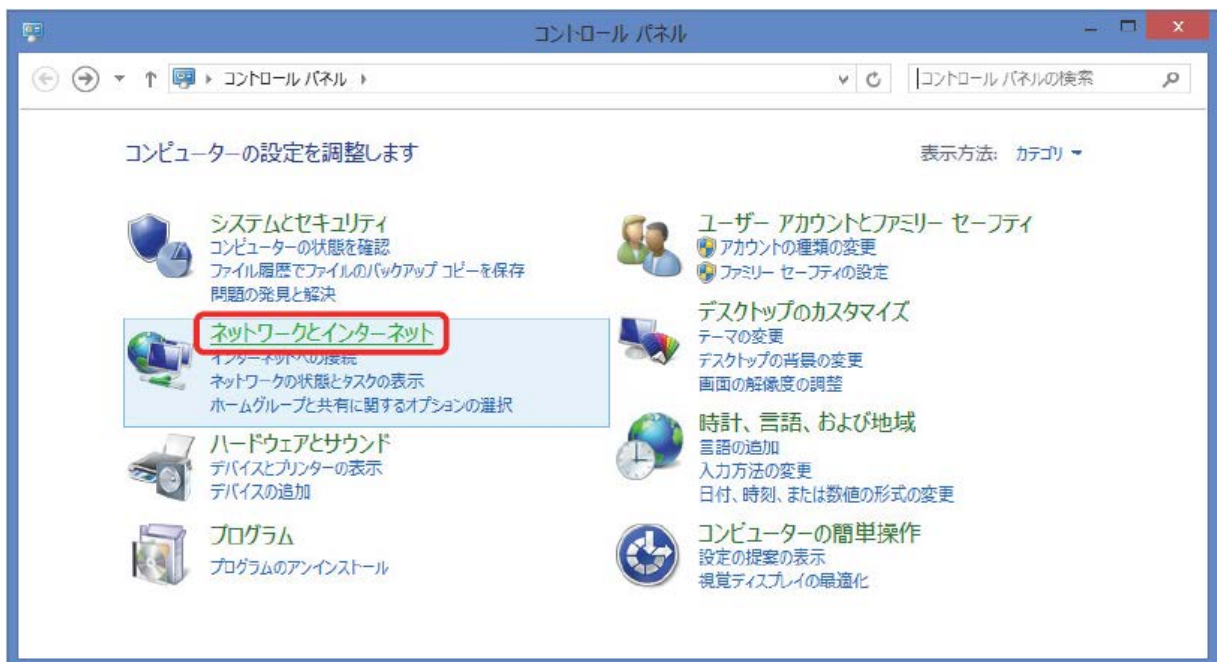 コントロール パネル
コントロール パネル
コントロール パネルの検索
コンピューターの設定を調整します
表示方法: カテゴリ
システムとセキュリティ
コンピューターの状態を確認
ファイル履歴でファイルのバックアップ コピーを保存
問題の発見と解決
ネットワークとインターネット
インターネットへの接続
ネットワークの状態とタスクの表示
ホームグループと共有に関するオプションの選択
ハードウェアとサウンド
デバイスとプリンターの表示
デバイスの追加
プログラム
プログラムのアンインストール
ユーザー アカウントとファミリー セーフティ
アカウントの種類の変更
ファミリー セーフティの設定
デスクトップのカスタマイズ
テーマの変更
デスクトップの背景の変更
画面の解像度の調整
時計、言語、および地域
言語の追加
入力方法の変更
日付、時刻、または数値の形式の変更
コンピューターの簡単操作
設定の提案の表示
視覚ディスプレイの最適化